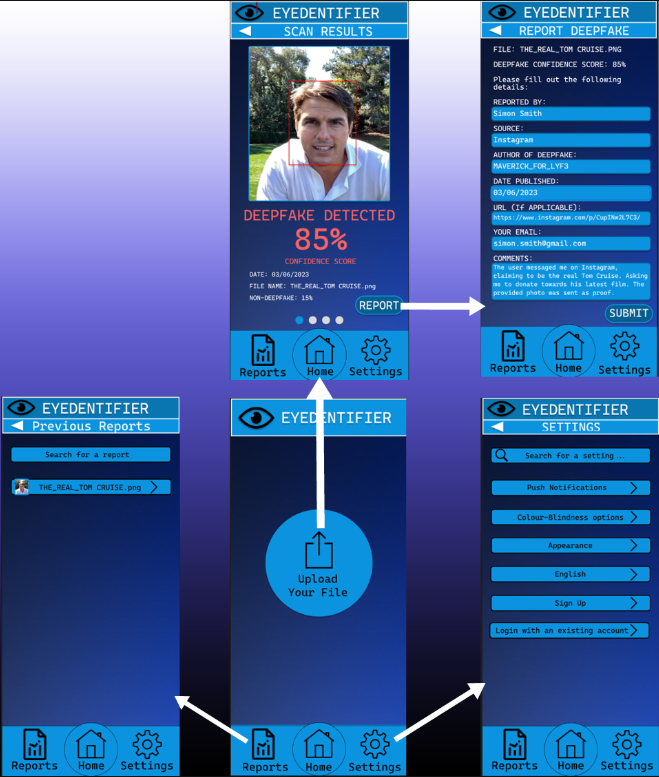 EYEDENTIFIER
SCAN RESULTS
DEEPFAKE DETECTED
85%
CONFIDENCE SCORE
DATE: 03/06/2023
FILE NAME: THE_REAL_TOM CRUISE.png
NON-DEEPFAKE: 15%
REPORT
Reports
Home
Settings
EYEDENTIFIER
REPORT DEEPFAKE
FILE: THE_REAL_TOM CRUISE.PNG
DEEPFAKE CONFIDENCE SCORE: 85%
Please fill out the following
details:
REPORTED BY:
Simon Smith
SOURCE:
Instagram
AUTHOR OF DEEPFAKE:
MAVERICK_FOR_LYF3
DATE PUBLISHED:
03/06/2023
URL (If APPLICABLE):
https://www.instagram.com/p/CupINw2L7C3/
YOUR EMAIL:
simon.smith@gmail.com
COMMENTS:
The user messaged me on Instagram,
claiming to be the real Tom Cruise. Asking
me to donate towards his latest film. The
provided photo was sent as proof.
SUBMIT
Reports
Home
Settings
EYEDENTIFIER
Previous Reports
Search for a report
THE_REAL_TOM CRUISE.png
Reports
Home
Settings
EYEDENTIFIER
Upload
Your File
Reports
Home
Settings
EYEDENTIFIER
SETTINGS
Search for a setting...
Push Notifications
Colour-Blindness options
Appearance
English
Sign Up
Login with an existing account
Reports
Home
Settings